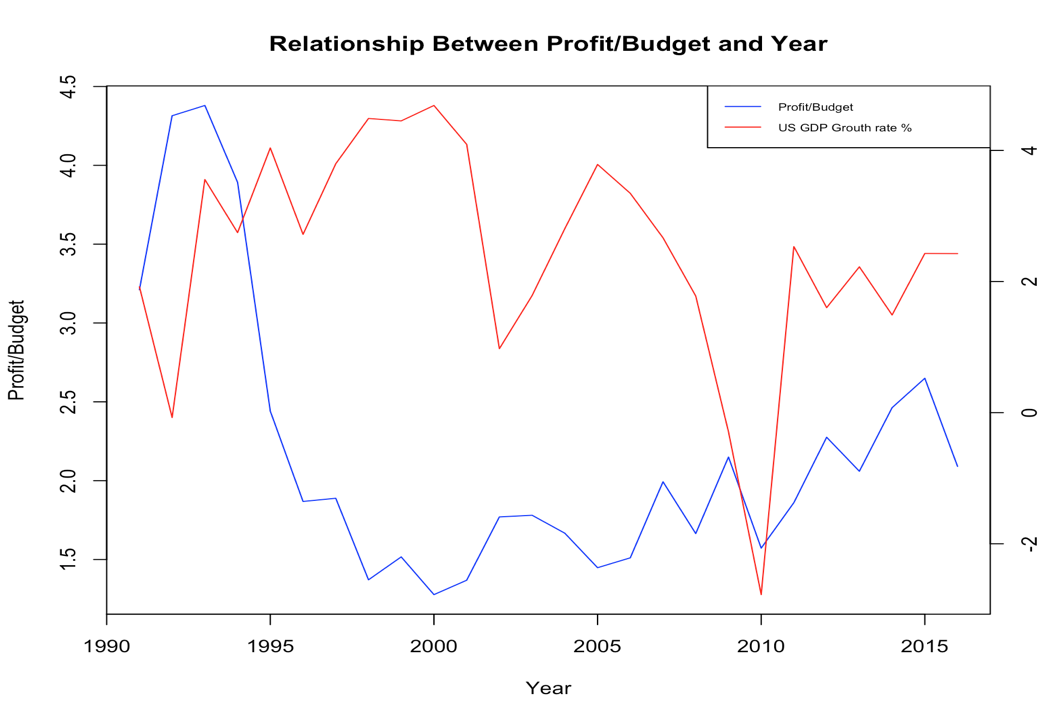 Relationship Between Profit/Budget and Year
Profit/Budget
US GDP Grouth rate %
Profit/Budget
4.5
4.0
3.5
3.0
2.5
2.0
1.5
4
2
0
-2
1990 1995 2000 2005 2010 2015
Year